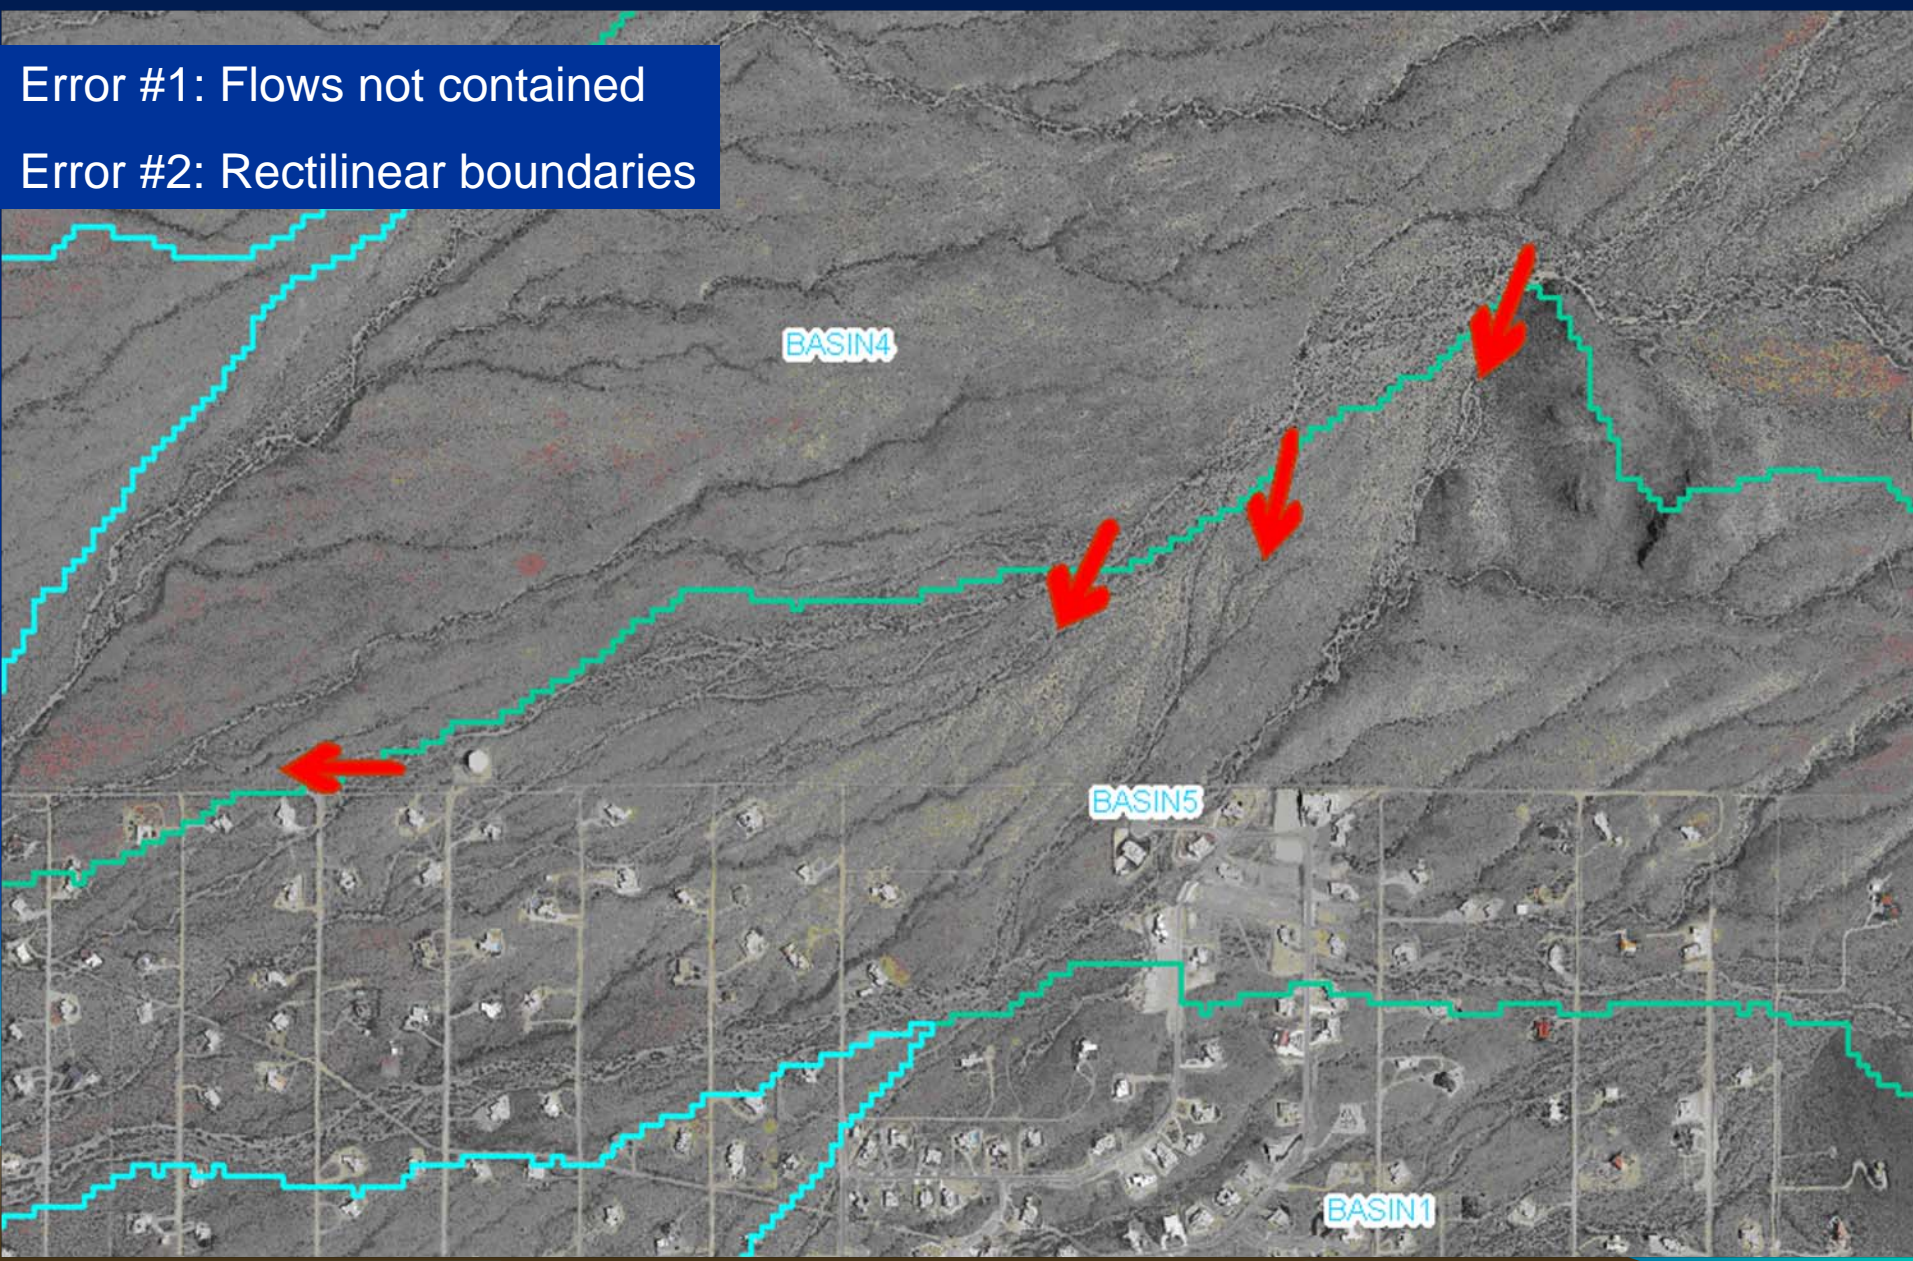 Error #1: Flows not contained
Error #2: Rectilinear boundaries
BASIN4
BASIN5
BASIN1